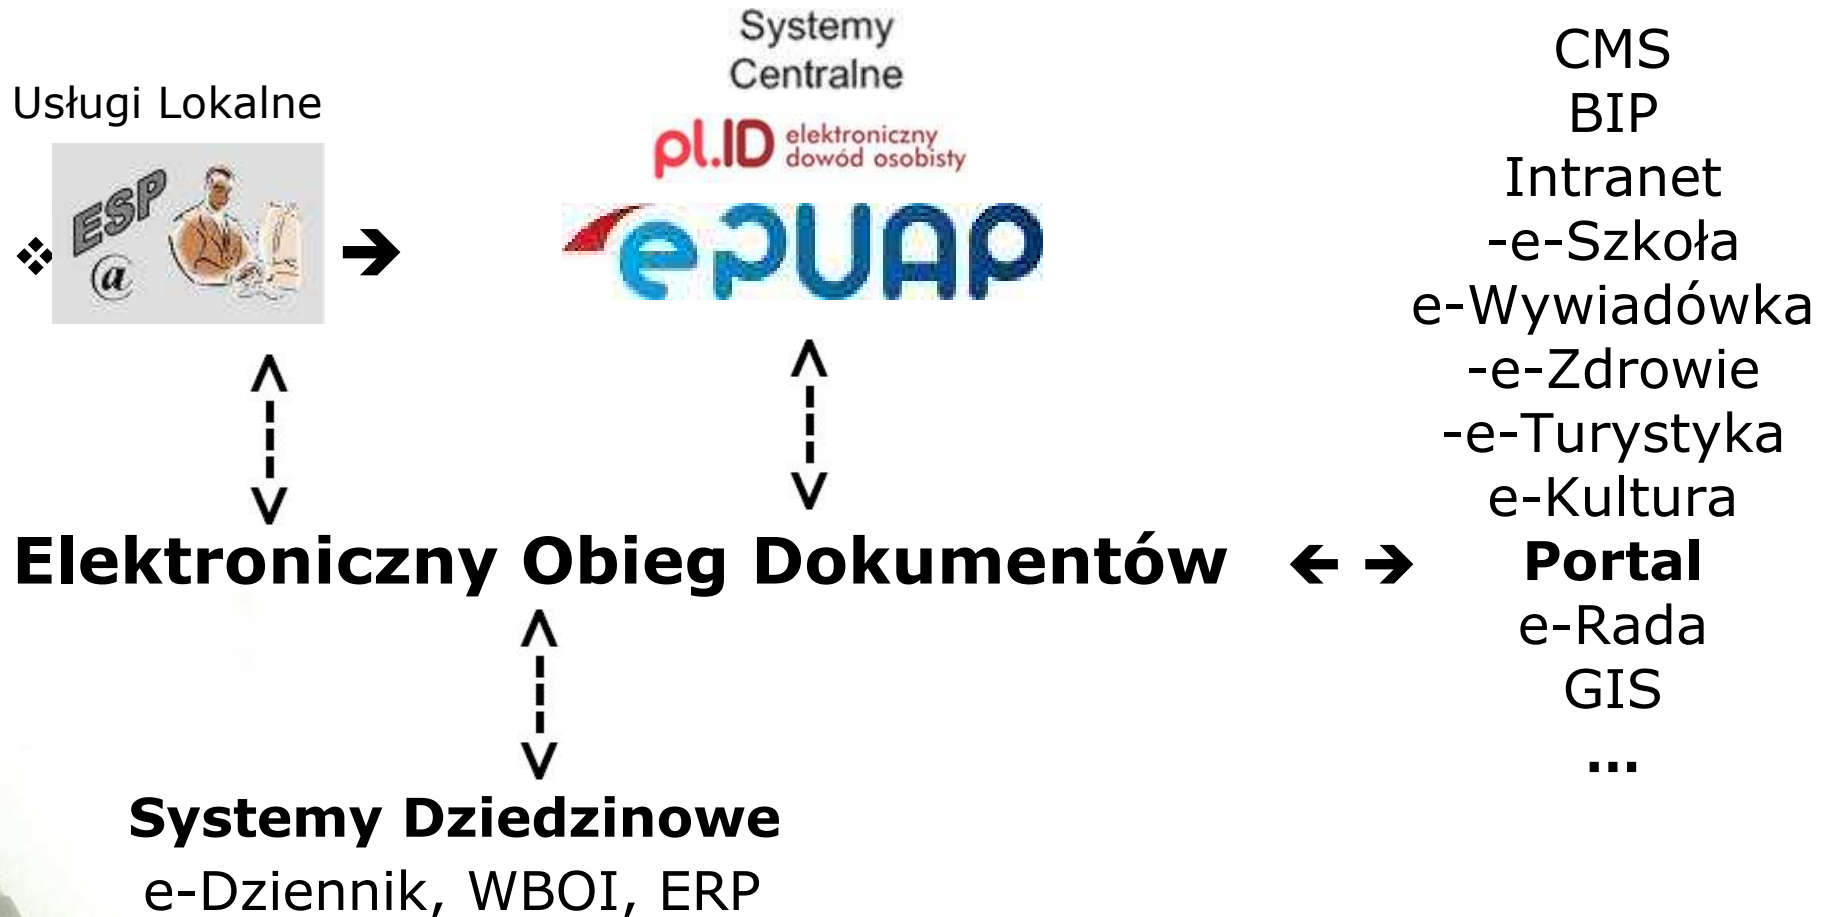 Usługi Lokalne
ESP
@
Systemy
Centralne
pl.ID elektroniczny
dowód osobisty
ePUAP
Elektroniczny Obieg Dokumentów
Systemy Dziedzinowe
e-Dziennik, WBOI, ERP
CMS
BIP
Intranet
-e-Szkoła
e-Wywiadówka
-e-Zdrowie
-e-Turystyka
e-Kultura
Portal
e-Rada
GIS
...